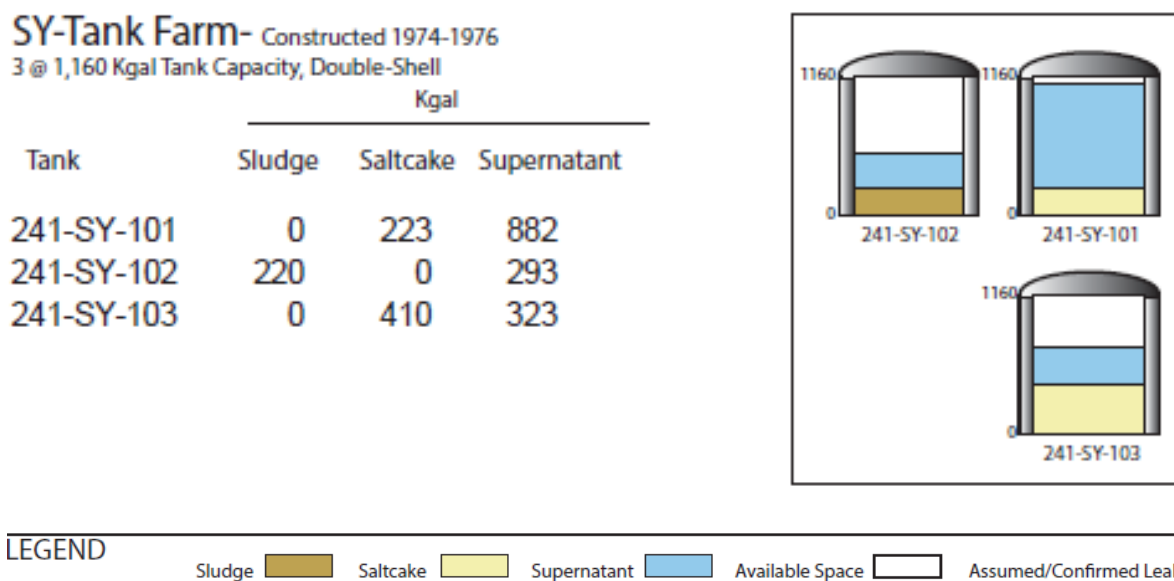 SY-Tank Farm- Constructed 1974-1976
3 @ 1,160 Kgal Tank Capacity, Double-Shell
Kgal
Tank Sludge Saltcake Supernatant
241-SY-101 0 223 882
241-SY-102 220 0 293
241-SY-103 0 410 323
1160 1160
0 0
241-SY-102 241-SY-101
1160
0
241-SY-103
LEGEND
Sludge Saltcake Supernatant Available Space Assumed/Confirmed Lea